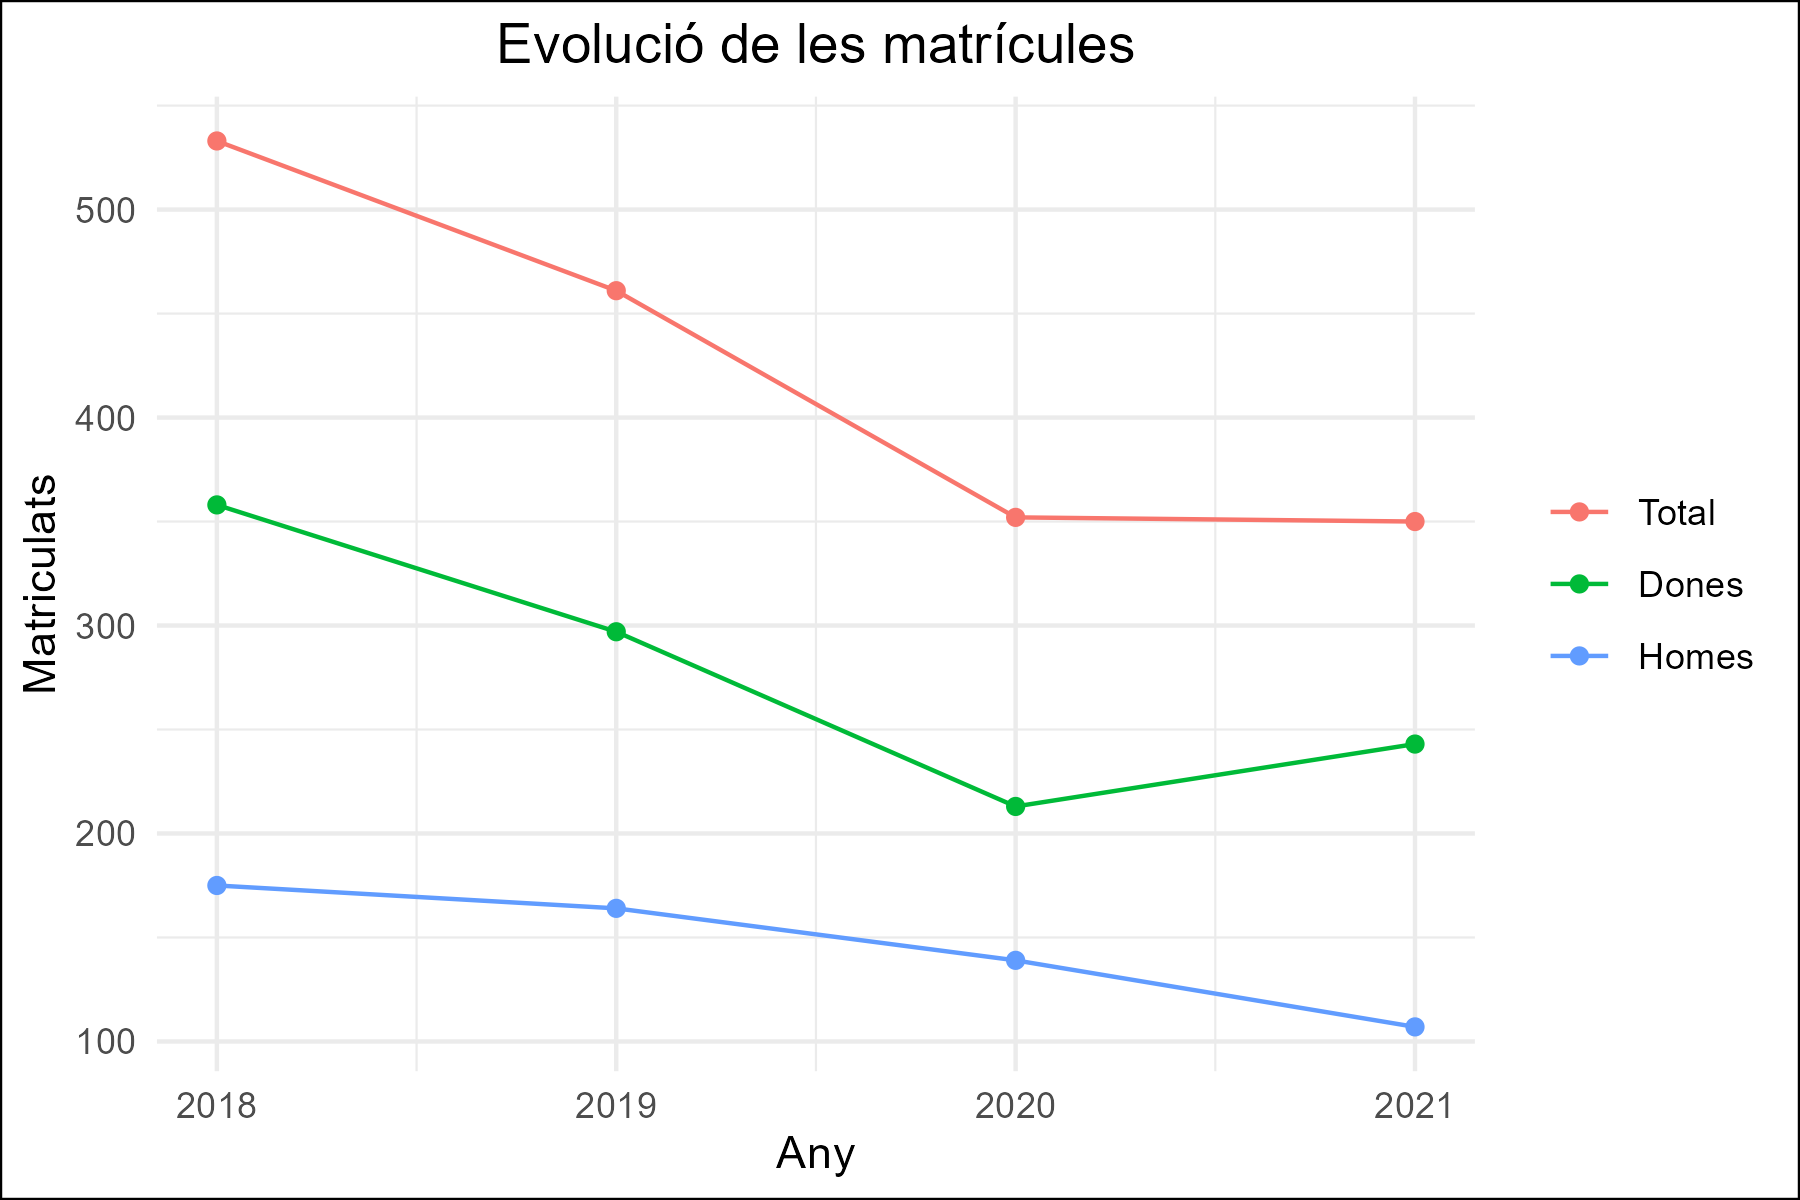 Evolució de les matrícules
Matriculats
500
400
300
200
100
2018
2019
2020
2021
Any
Total
Dones
Homes